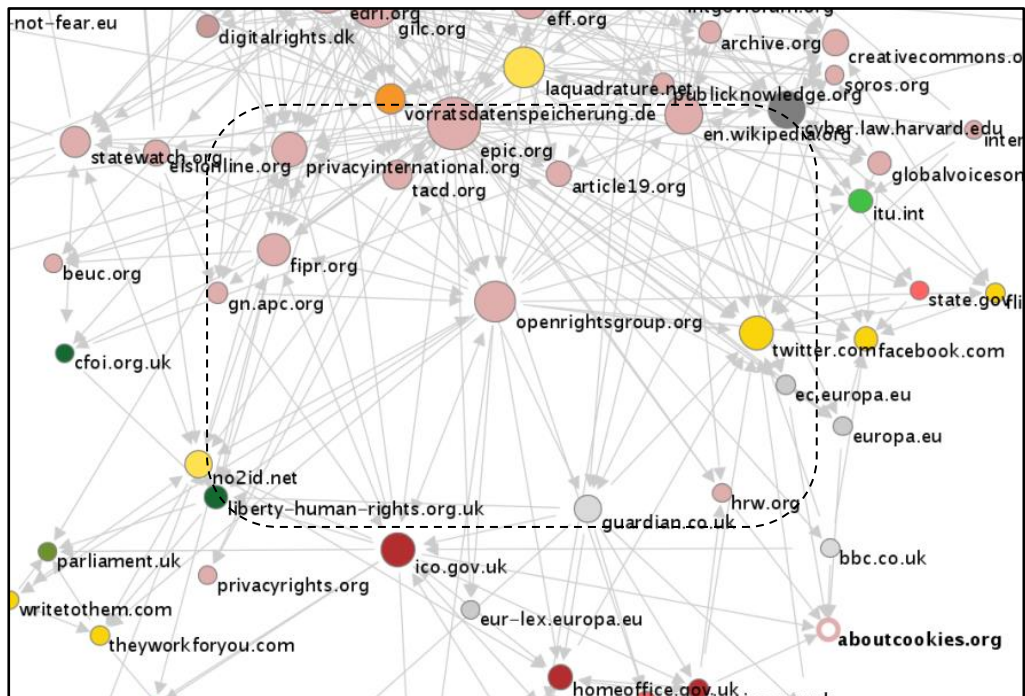 edri.org
eff.org
-not-fear.eu
gilc.org
digitalrights.dk
archive.org
creativecommons.o
laquadrature.net
soros.org
publicknowledge.org
vorratsdatenspeicherung.de
en.wikipedia.org
cyber.law.harvard.edu
inter
statewatch.org
epic.org
elsionline.org
privacyinternational.org
globalvoiceson
tacd.org
article19.org
itu.int
fipr.org
beuc.org
gn.apc.org
state.gov
fli
openrightsgroup.org
twitter.com
facebook.com
cfoi.org.uk
ec.europa.eu
europa.eu
no2id.net
hrw.org
liberty-human-rights.org.uk
guardian.co.uk
bbc.co.uk
parliament.uk
ico.gov.uk
privacyrights.org
writetothem.com
eur-lex.europa.eu
theyworkforyou.com
aboutcookies.org
homeoffice.gov.uk